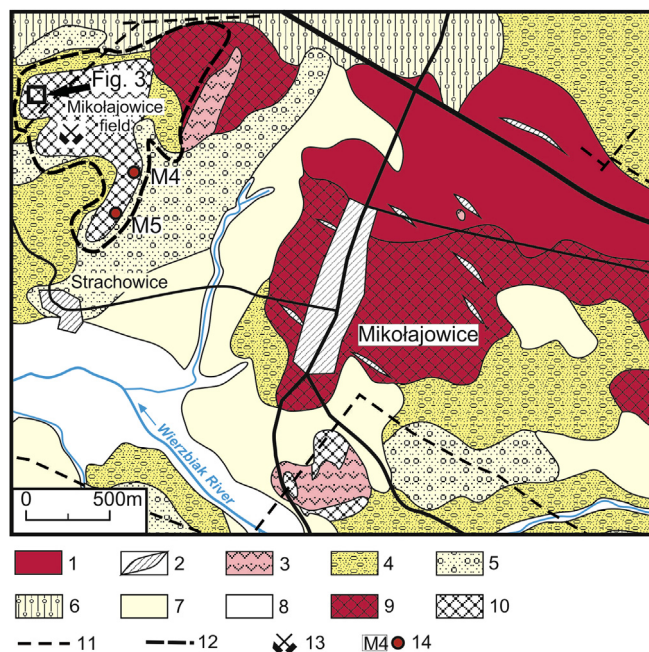 Fig. 3
Mikołajowice
field
M4
M5
Strachowice
Mikołajowice
Wierzbiak River
0 500m
1 2 3 4 5
6 7 8 9 10
11 12 13 M4 14